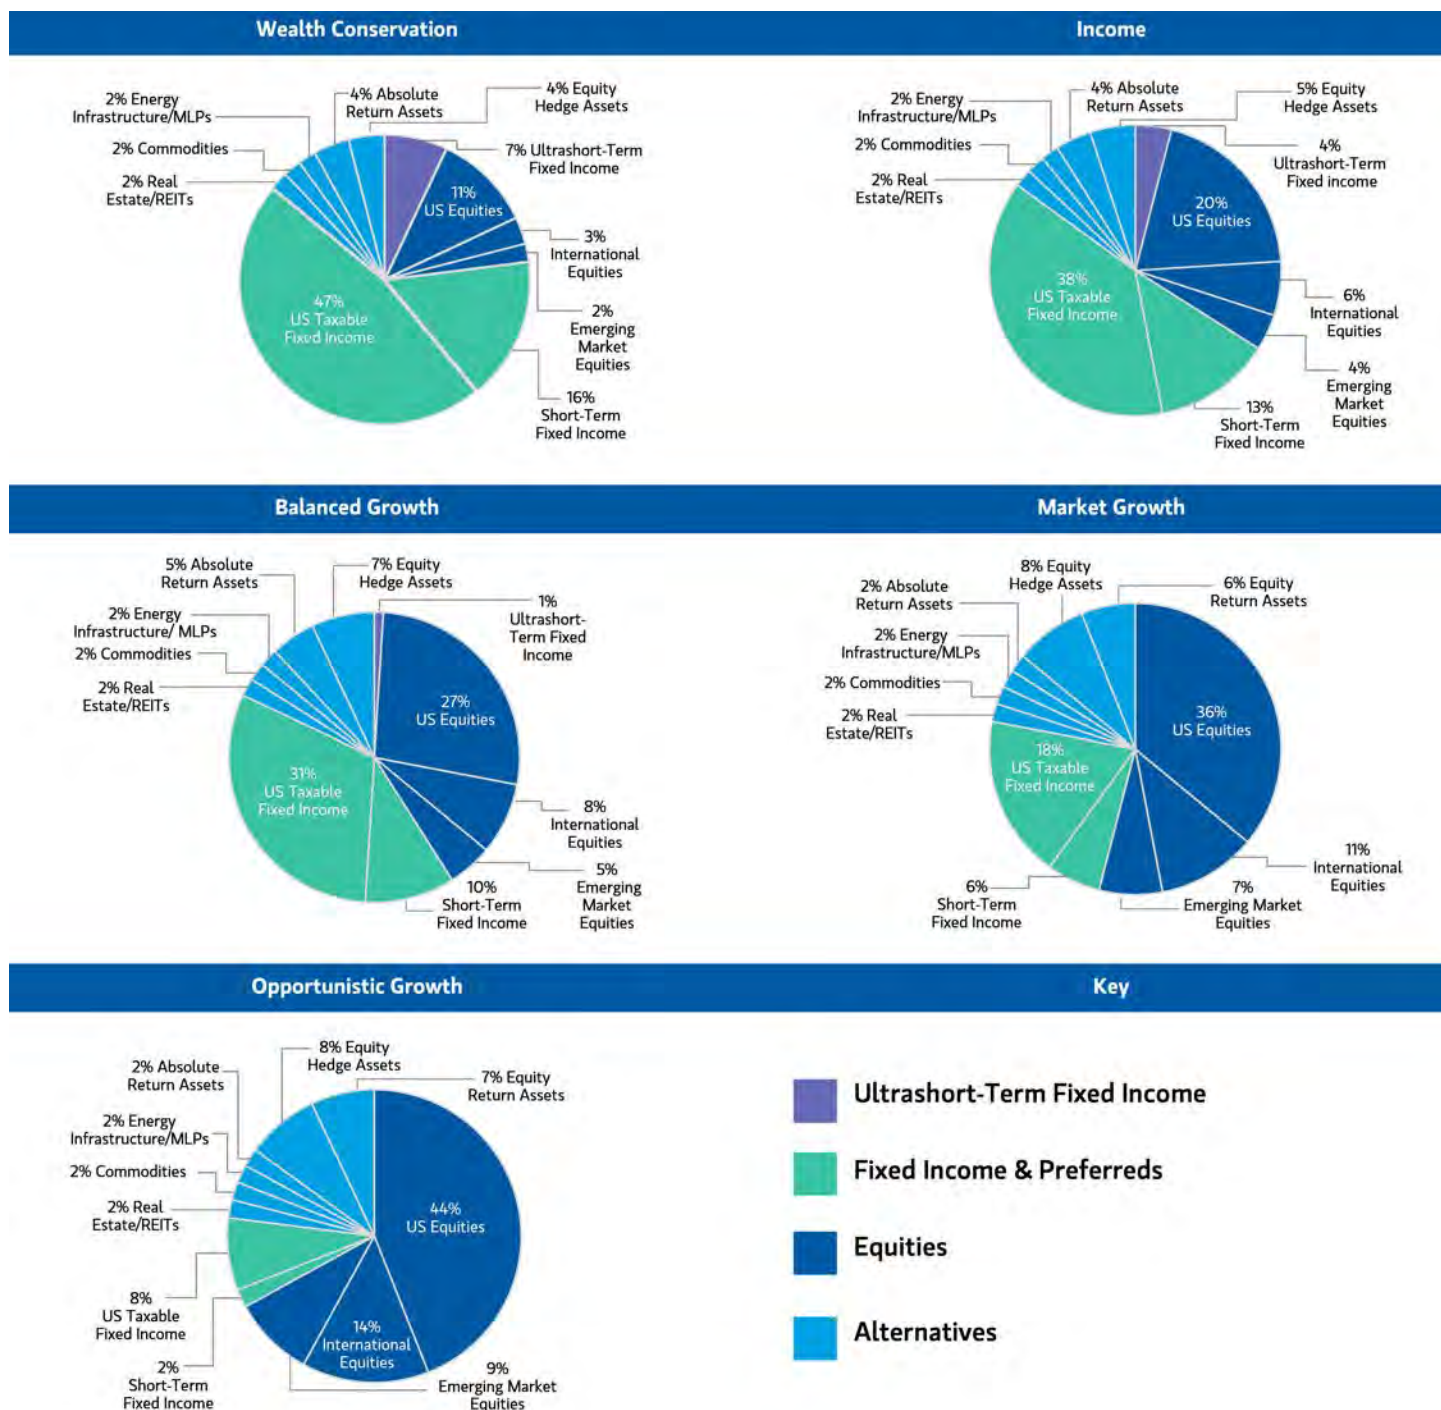 Wealth Conservation
4% Equity
Hedge Assets
4% Absolute
Return Assets
2% Energy
Infrastructure/MLPs
2% Commodities
2% Real
Estate/REITs
7% Ultrashort-Term
Fixed Income
11%
US Equities
3%
International
Equities
2%
Emerging
Market
Equities
16%
Short-Term
Fixed Income
47%
US Taxable
Fixed Income
Income
5% Equity
Hedge Assets
4% Absolute
Return Assets
2% Energy
Infrastructure/MLPs
2% Commodities
2% Real
Estate/REITs
4%
Ultrashort-Term
Fixed income
20%
US Equities
6%
International
Equities
4%
Emerging
Market
Equities
13%
Short-Term
Fixed Income
38%
US Taxable
Fixed Income
Balanced Growth
7% Equity
Hedge Assets
5% Absolute
Return Assets
2% Energy
Infrastructure/ MLPs
2% Commodities
2% Real
Estate/REITs
1%
Ultrashort-
Term Fixed
Income
27%
US Equities
8%
International
Equities
5%
Emerging
Market
Equities
10%
Short-Term
Fixed Income
31%
US Taxable
Fixed Income
Market Growth
8% Equity
Hedge Assets
6% Equity
Return Assets
2% Absolute
Return Assets
2% Energy
Infrastructure/MLPs
2% Commodities
2% Real
Estate/REITs
36%
US Equities
11%
International
Equities
7%
Emerging Market
Equities
6%
Short-Term
Fixed Income
18%
US Taxable
Fixed Income
Opportunistic Growth
8% Equity
Hedge Assets
7% Equity
Return Assets
2% Absolute
Return Assets
2% Energy
Infrastructure/MLPs
2% Commodities
2% Real
Estate/REITs
44%
US Equities
8%
US Taxable
Fixed Income
14%
International
Equities
2%
Short-Term
Fixed Income
9%
Emerging Market
Equities
Key
Ultrashort-Term Fixed Income
Fixed Income & Preferreds
Equities
Alternatives